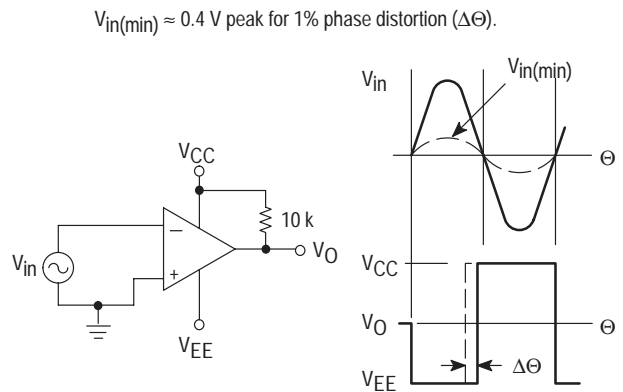 Vin(min) ≈ 0.4 V peak for 1% phase distortion (ΔΘ).
Vin
Vin(min)
Θ
VCC
10 k
Vin
−
+
VO
VEE
VCC
VO
Θ
VEE
ΔΘ